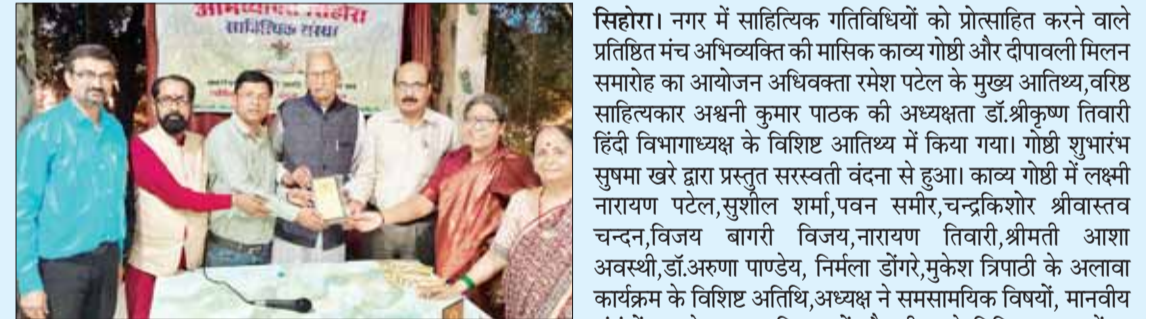 अभिव्यक्ति सिहोरा
साहित्यिक संस्था
सिहोरा। नगर में साहित्यिक गतिविधियों को प्रोत्साहित करने वाले
प्रतिष्ठित मंच अभिव्यक्ति की मासिक काव्य गोष्ठी और दीपावली मिलन
समारोह का आयोजन अधिवक्ता रमेश पटेल के मुख्य आतिथ्य,वरिष्ठ
साहित्यकार अश्वनी कुमार पाठक की अध्यक्षता डॉ.श्रीकृष्ण तिवारी
हिंदी विभागाध्यक्ष के विशिष्ट आतिथ्य में किया गया। गोष्ठी शुभारंभ
सुषमा खरे द्वारा प्रस्तुत सरस्वती वंदना से हुआ। काव्य गोष्ठी में लक्ष्मी
नारायण पटेल,सुशील शर्मा,पवन समीर,चन्द्रकिशोर श्रीवास्तव
चन्दन,विजय बागरी विजय,नारायण तिवारी,श्रीमती आशा
अवस्थी,डॉ.अरुणा पाण्डेय, निर्मला डोंगरे,मुकेश त्रिपाठी के अलावा
कार्यक्रम के विशिष्ट अतिथि,अध्यक्ष ने समसामयिक विषयों, मानवीय